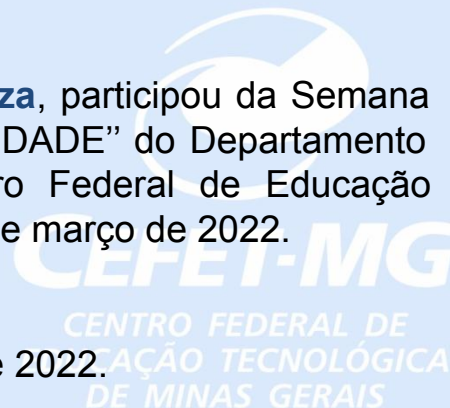 za, participou da Semana
DADE” do Departamento
ro Federal de Educação
e março de 2022.
CEFET-MG
CENTRO FEDERAL DE
e 2022.
EDUCAÇÃO TECNOLÓGICA
DE MINAS GERAIS